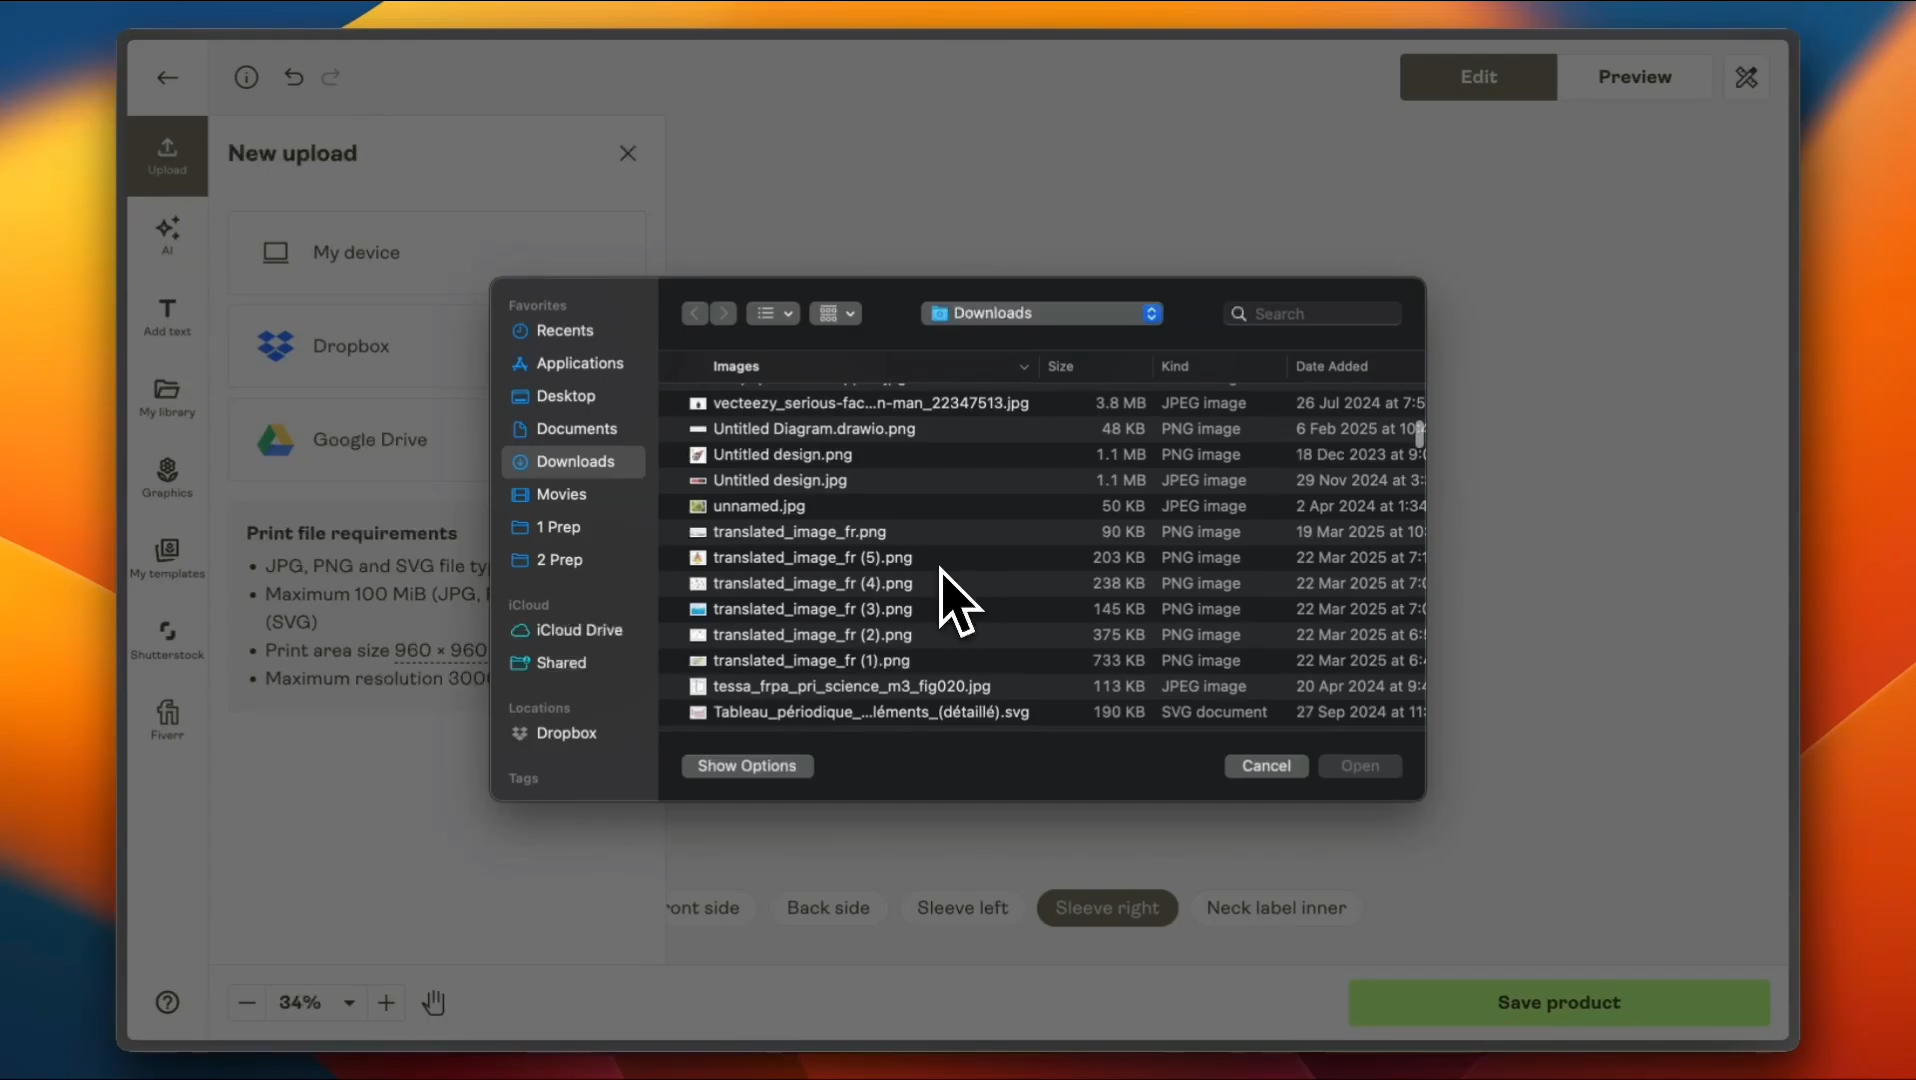 Edit
Preview
Upload
AI
Add text
My library
Graphics
My templates
Shutterstock
Fiverr
New upload
My device
Dropbox
Google Drive
Print file requirements
JPG, PNG and SVG file
Maximum 100 MiB (JPG,
(SVG)
Print area size 960 × 960
Maximum resolution
Favorites
Recents
Applications
Desktop
Documents
Downloads
Movies
1 Prep
2 Prep
iCloud
iCloud Drive
Shared
Locations
Dropbox
Tags
Downloads
Search
Images Size Kind Date Added
vecteezy_serious-fac...n-man_22347513.jpg 3.8 MB JPEG image 26 Jul 2024 at 7:5
Untitled Diagram.drawio.png 48 KB PNG image 6 Feb 2025 at 10:
Untitled design.png 1.1 MB PNG image 18 Dec 2023 at 9:
Untitled design.jpg 1.1 MB PNG image 29 Nov 2024 at 3:
unnamed.jpg 50 KB JPEG image 2 Apr 2024 at 1:34
translated_image_fr.png 90 KB PNG image 19 Mar 2025 at 10:
translated_image_fr (5).png 203 KB PNG image 22 Mar 2025 at 7:1
translated_image_fr (4).png 238 KB PNG image 22 Mar 2025 at 7:0
translated_image_fr (3).png 145 KB PNG image 22 Mar 2025 at 7:0
translated_image_fr (2).png 375 KB PNG image 22 Mar 2025 at 6:5
translated_image_fr (1).png 733 KB PNG image 22 Mar 2025 at 6:4
tessa_frpa_pri_science_m3_fig020.jpg 113 KB JPEG image 20 Apr 2024 at 9:4
Tableau_périodique_...léments_(détaillé).svg 190 KB SVG document 27 Sep 2024 at 11:
Show Options
Cancel
Open
ront side
Back side
Sleeve left
Sleeve right
Neck label inner
34%
Save product